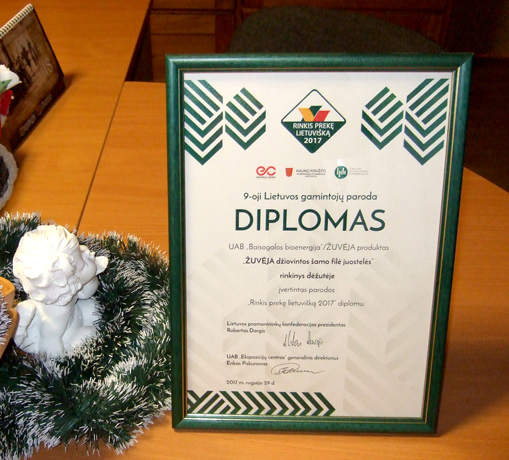 RINKIS PREKĘ
LIETUVIŠKĄ
2017
9-oji Lietuvos gamintojų paroda
DIPLOMAS
UAB „Baisogalos bioenergija“/ŽUVĖJA produktas
„ŽUVĖJA džiovintos šamo filė juostelės“
rinkinys dėžutėje
įvertintas parodos
„Rinkis prekę lietuvišką 2017“ diplomu.
Lietuvos pramonininkų konfederacijos prezidentas
Robertas Dargis
UAB „Ekspozicijų centras“ generalinis direktorius
2017 m. rugsėjo 29 d.